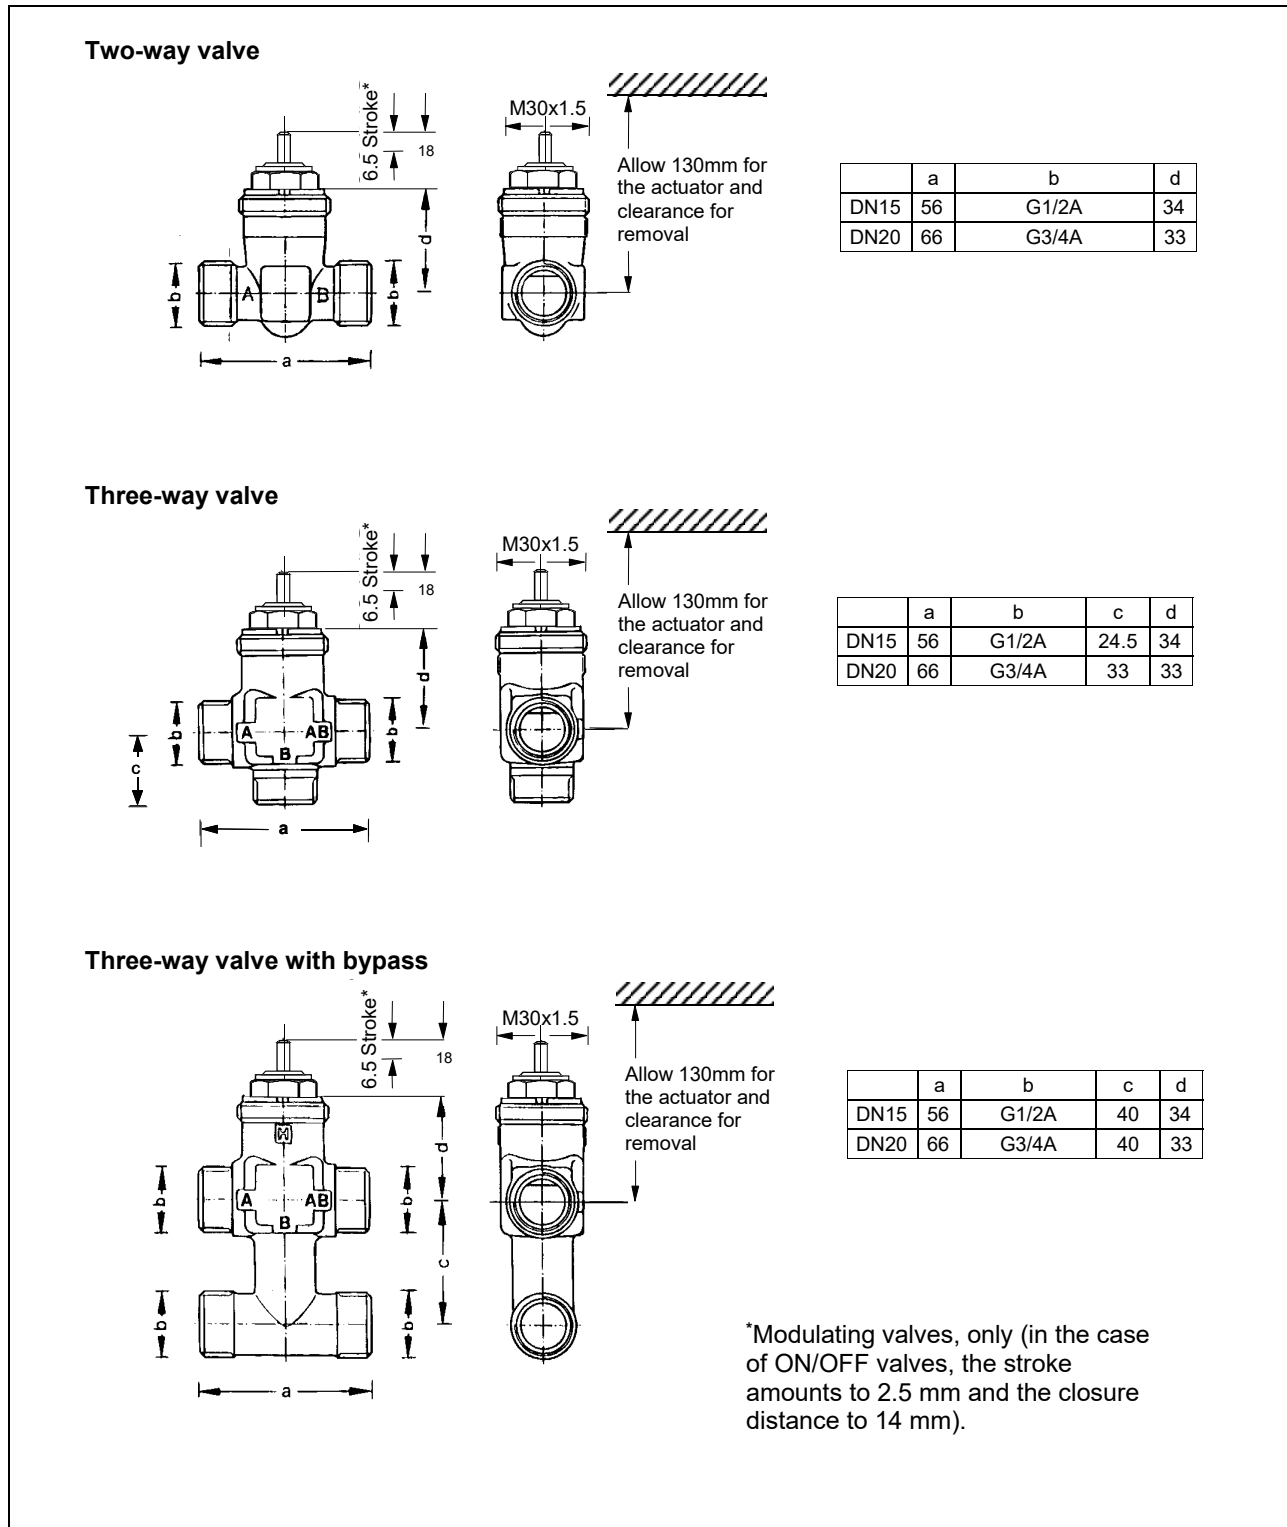 Two-way valve
6.5 Stroke*
18
M30x1.5
Allow 130mm for
the actuator and
clearance for
removal
d
b
A
B
b
a
a b d
DN15 56 G1/2A 34
DN20 66 G3/4A 33
Three-way valve
6.5 Stroke*
18
M30x1.5
Allow 130mm for
the actuator and
clearance for
removal
d
b
A
AB
B
b
c
a
a b c d
DN15 56 G1/2A 24.5 34
DN20 66 G3/4A 33 33
Three-way valve with bypass
6.5 Stroke*
18
M30x1.5
Allow 130mm for
the actuator and
clearance for
removal
H
d
b
A
AB
B
b
c
b
b
a
a b c d
DN15 56 G1/2A 40 34
DN20 66 G3/4A 40 33
*Modulating valves, only (in the case
of ON/OFF valves, the stroke
amounts to 2.5 mm and the closure
distance to 14 mm).